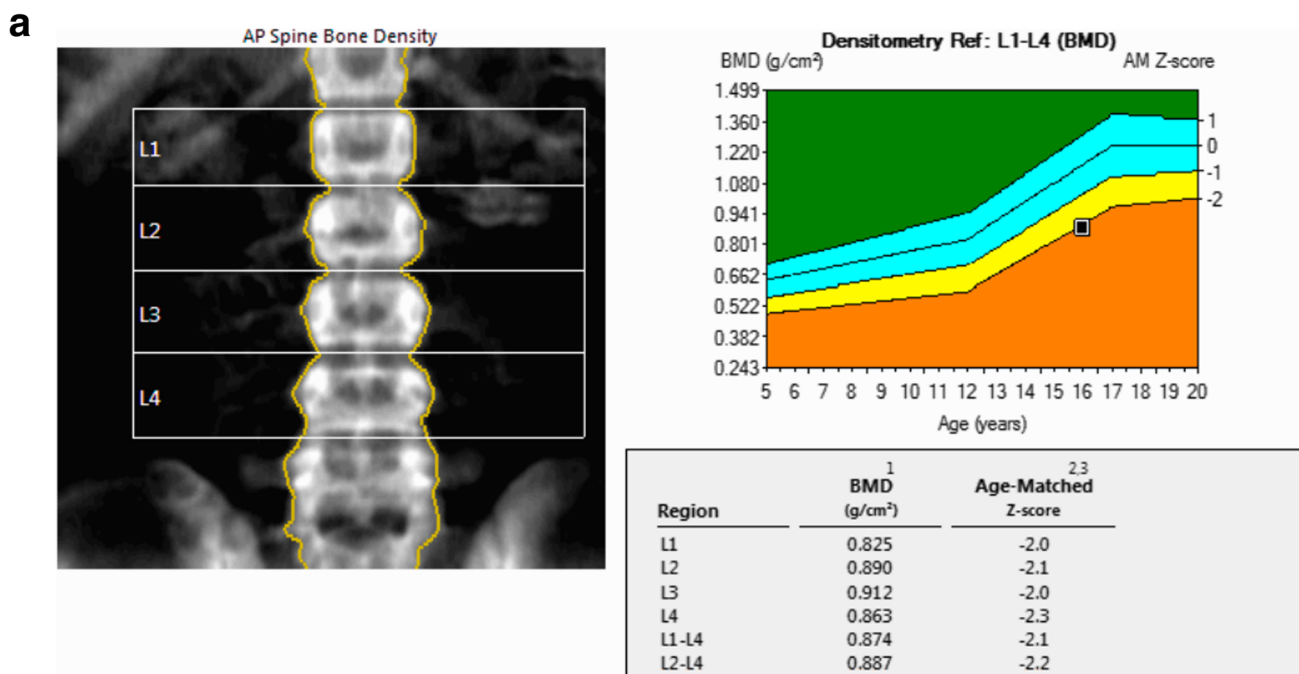 a
AP Spine Bone Density
L1
L2
L3
L4
Densitometry Ref: L1-L4 (BMD)
BMD (g/cm²) AM Z-score
1.499
1.360
1.220
1.080
0.941
0.801
0.662
0.522
0.382
0.243
1
0
-1
-2
5 6 7 8 9 10 11 12 13 14 15 16 17 18 19 20
Age (years)
1 2,3
BMD Age-Matched
Region (g/cm²) Z-score
L1 0.825 -2.0
L2 0.890 -2.1
L3 0.912 -2.0
L4 0.863 -2.3
L1-L4 0.874 -2.1
L2-L4 0.887 -2.2